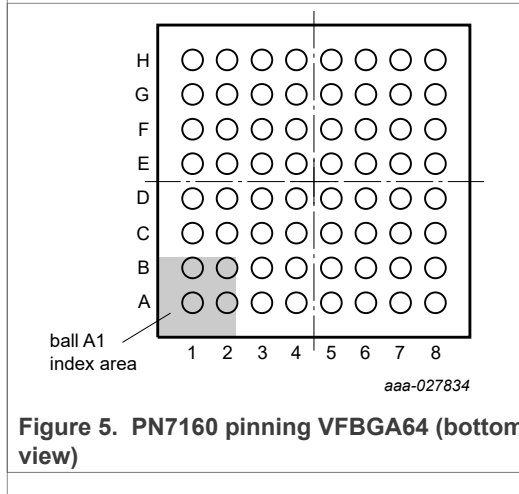 H
G
F
E
D
C
B
A
ball A1
index area
1 2 3 4 5 6 7 8
aaa-027834
Figure 5. PN7160 pinning VFBGA64 (bottom
view)